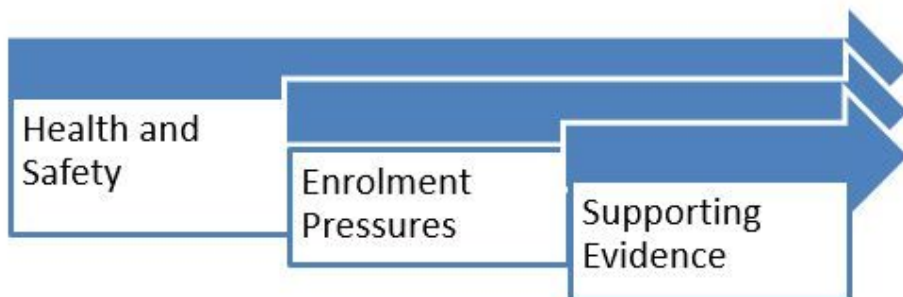 Health and
Safety
Enrolment
Pressures
Supporting
Evidence